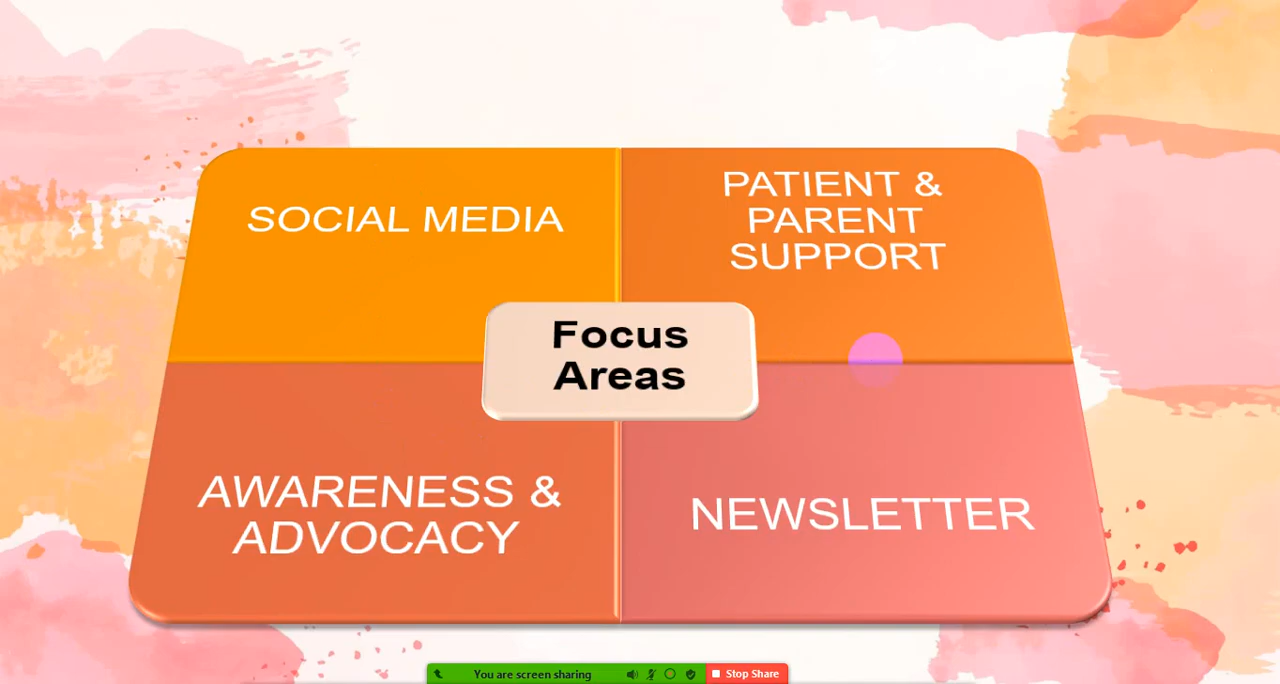 SOCIAL MEDIA
PATIENT &
PARENT
SUPPORT
Focus
Areas
AWARENESS &
ADVOCACY
NEWSLETTER
You are screen sharing
Stop Share